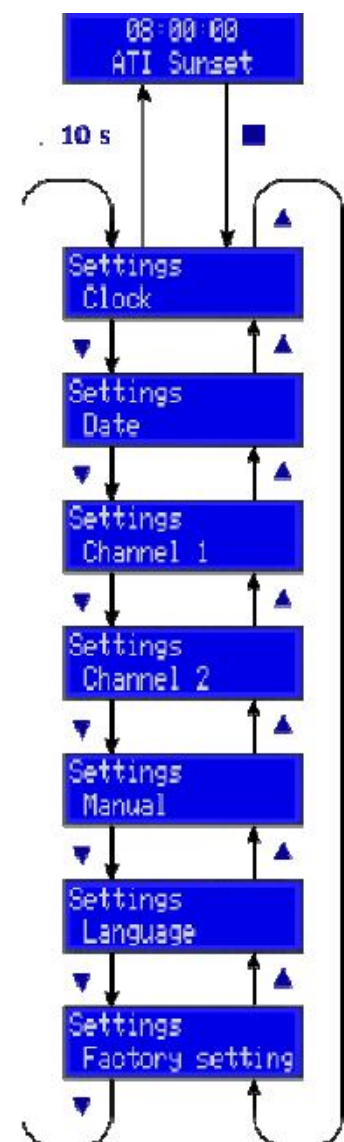 08:00:00
ATI Sunset
. 10 s
Settings
Clock
Settings
Date
Settings
Channel 1
Settings
Channel 2
Settings
Manual
Settings
Language
Settings
Factory setting